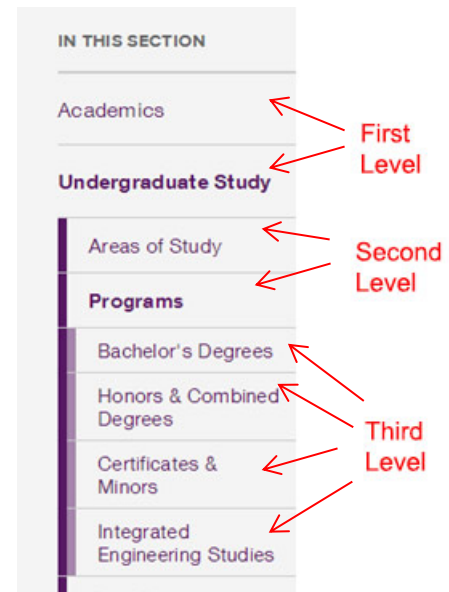 IN THIS SECTION
Academics
First
Level
Undergraduate Study
Areas of Study
Second
Level
Programs
Bachelor's Degrees
Honors & Combined
Degrees
Third
Level
Certificates &
Minors
Integrated
Engineering Studies